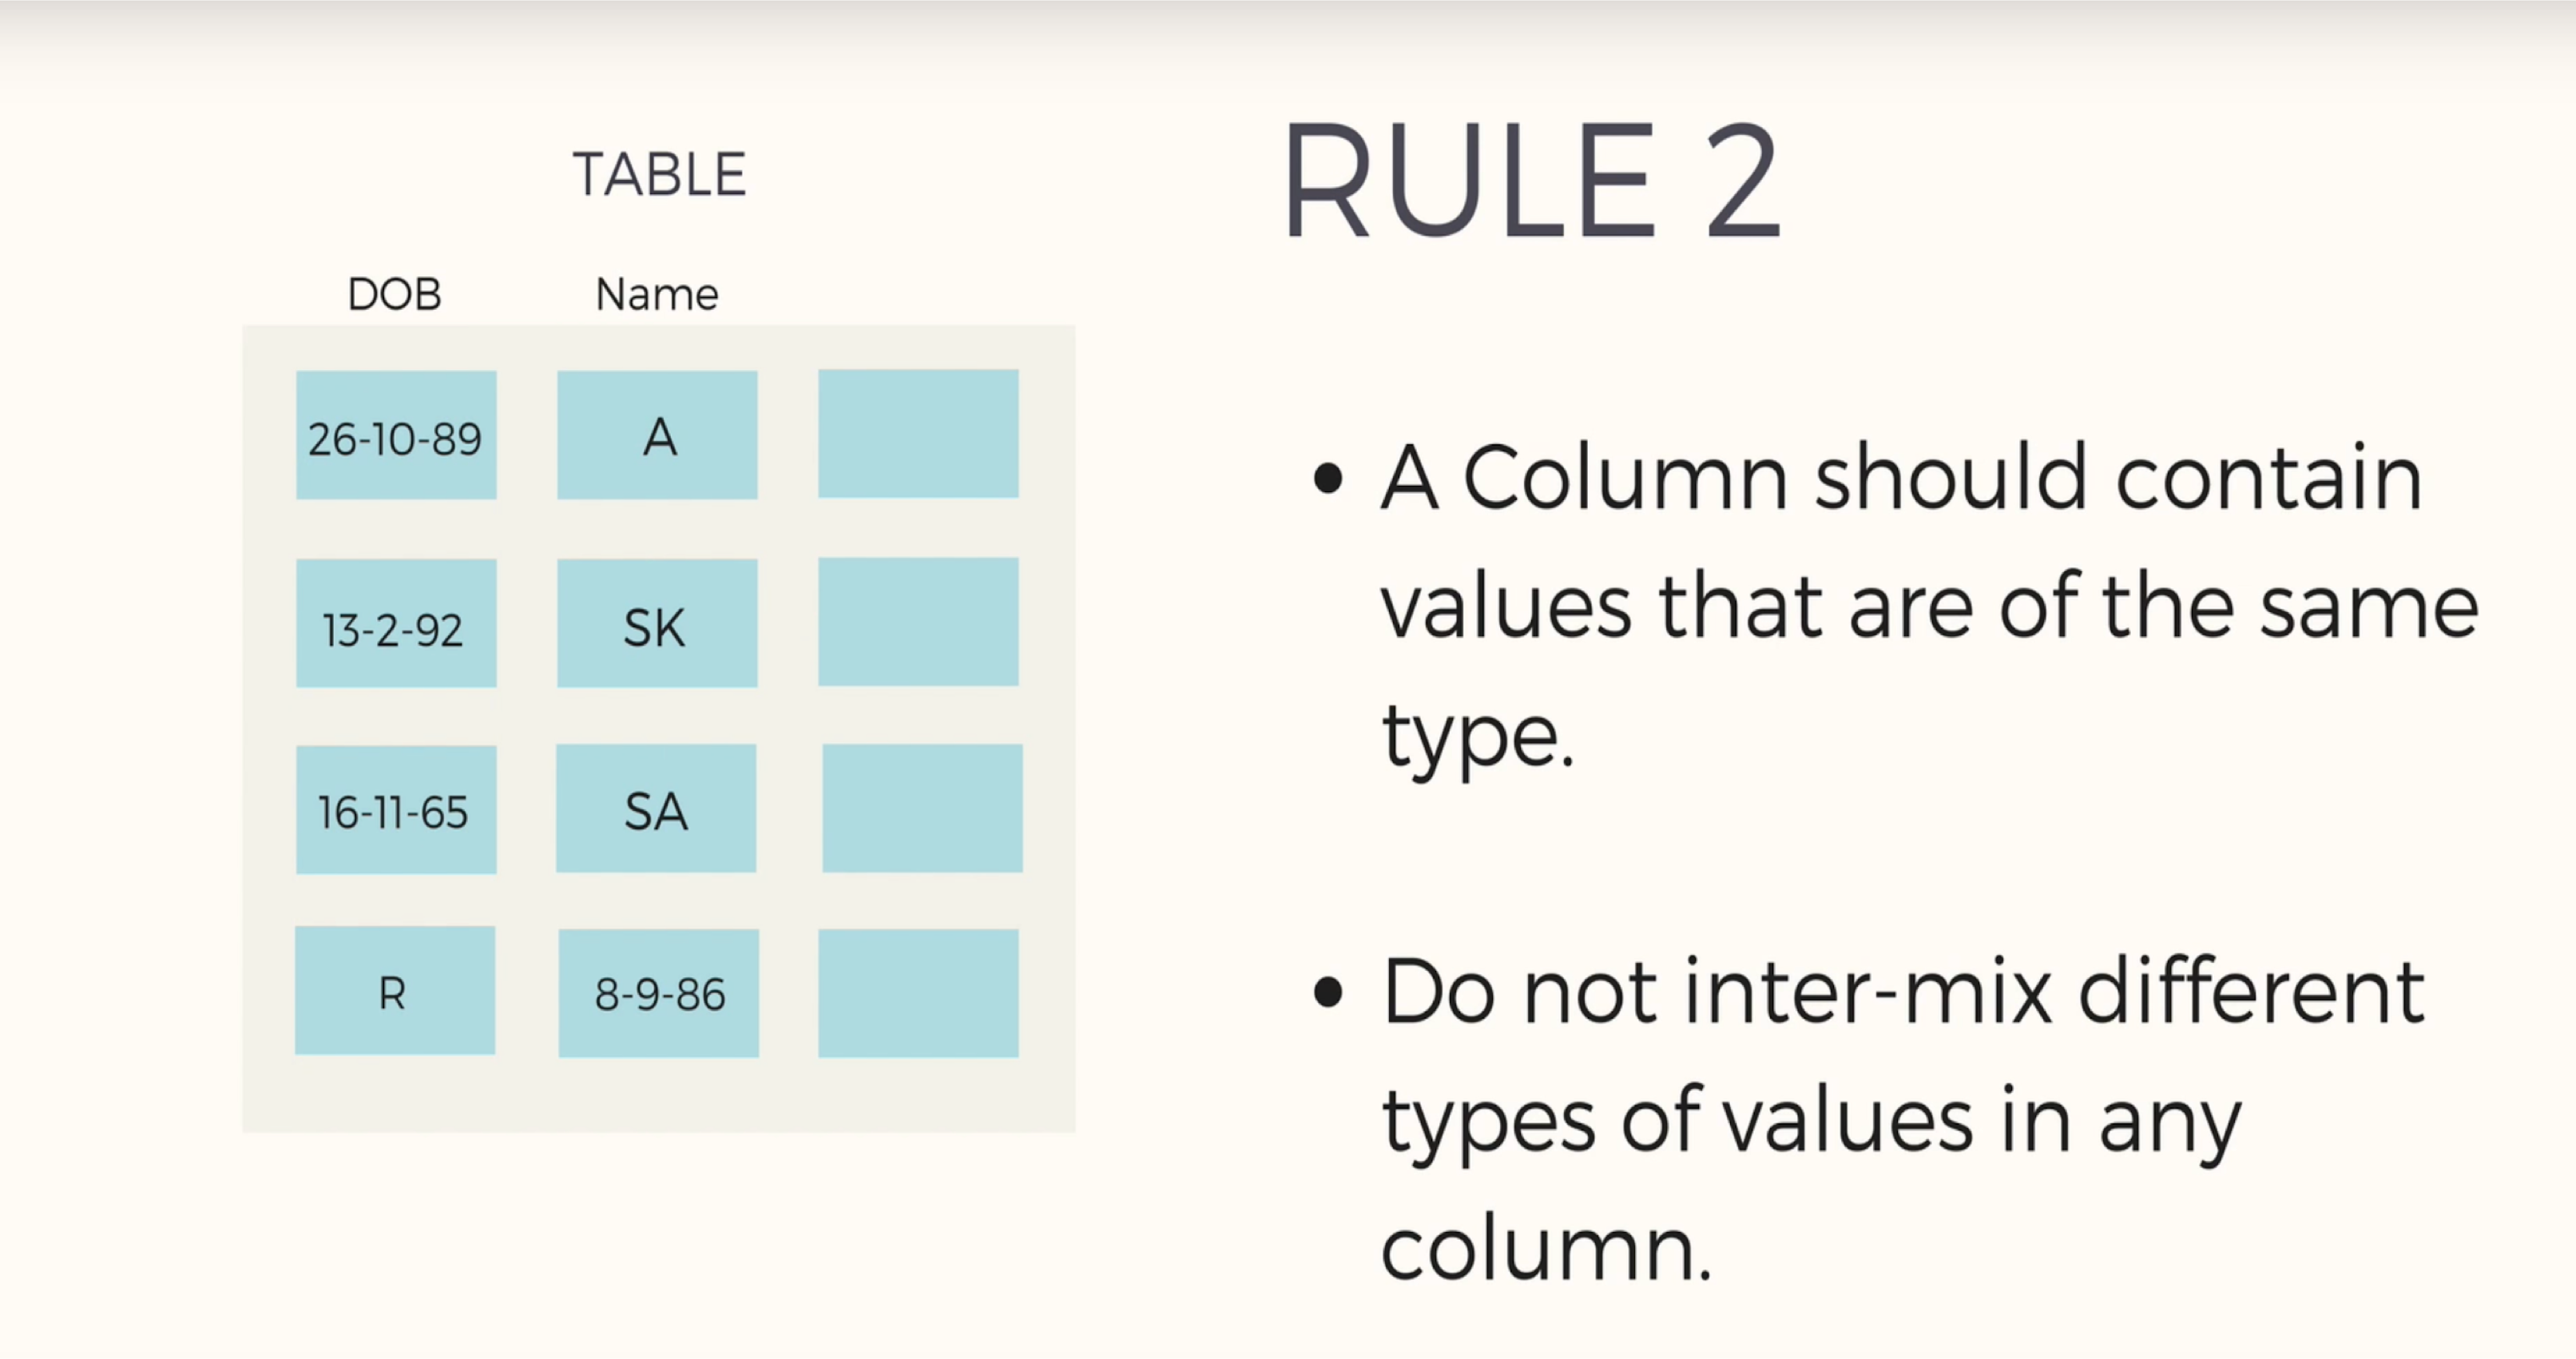 TABLE
DOB Name
26-10-89 A
13-2-92 SK
16-11-65 SA
R 8-9-86
RULE 2
• A Column should contain
values that are of the same
type.
• Do not inter-mix different
types of values in any
column.